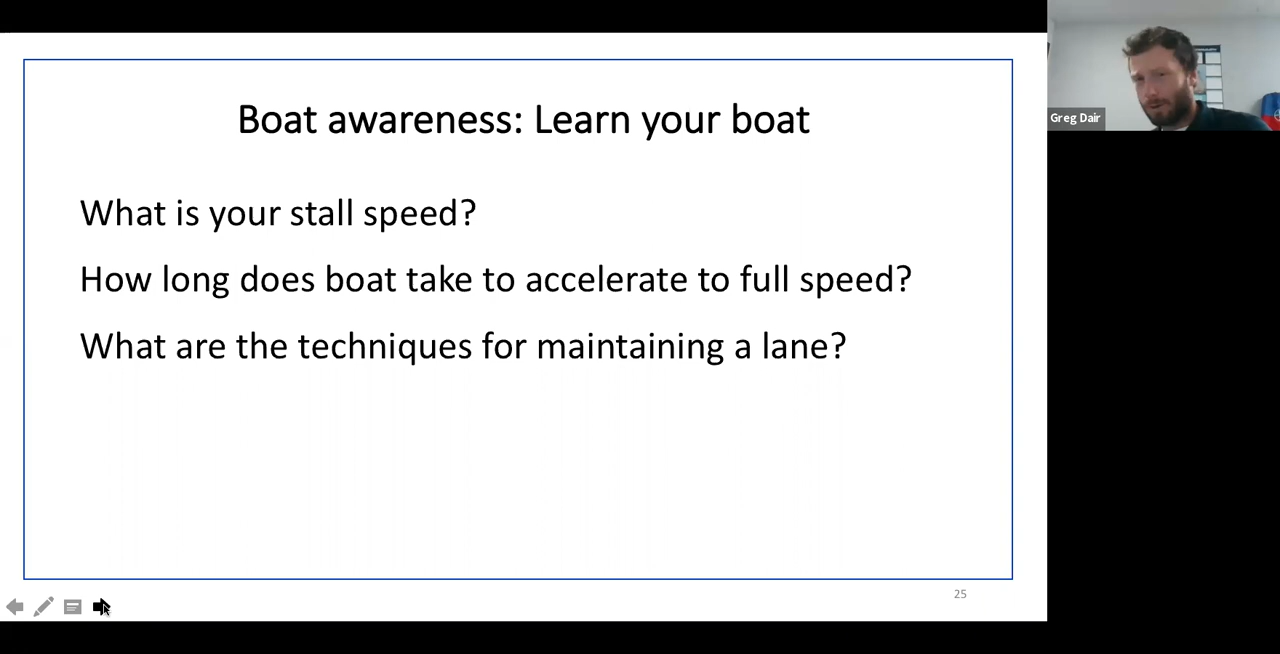 Boat awareness: Learn your boat
What is your stall speed?
How long does boat take to accelerate to full speed?
What are the techniques for maintaining a lane?
25
Greg Dair